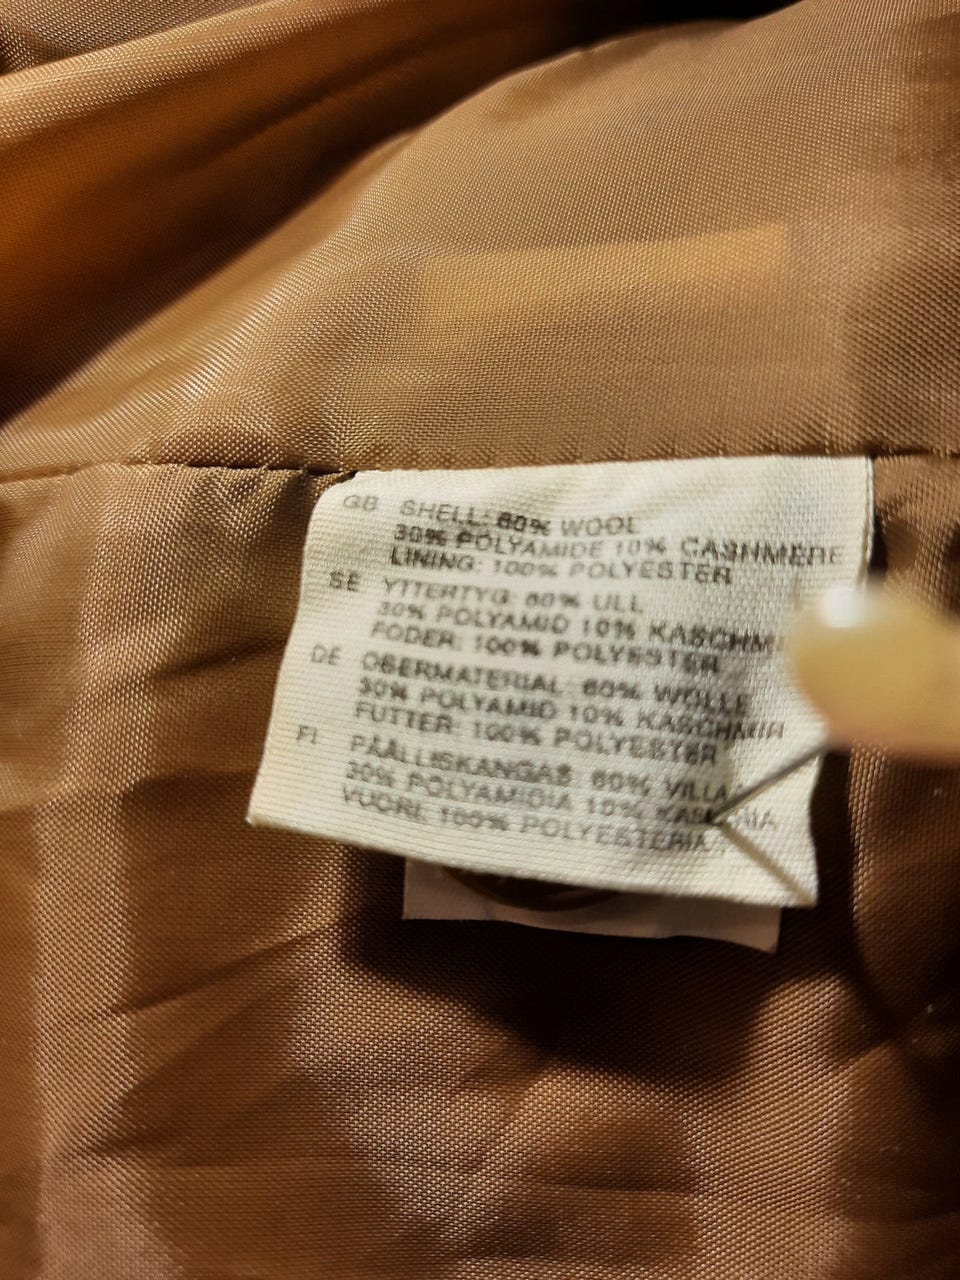 GB SHELL: 60% WOOL
30% POLYAMIDE 10% CASHMERE
LINING: 100% POLYESTER
SE YTTERTYG: 60% ULL
30% POLYAMID 10%
FODER: 100% POLYESTER
DE OBERMATERIAL: 60% WOLLE
30% POLYAMID 10% KASCHMIR
FUTTER: 100% POLYESTER
FI PÄÄLLISKANGAS: 60% VILLA
30% POLYAMIDIA 10%
VUORI: 100% POLYESTERIA